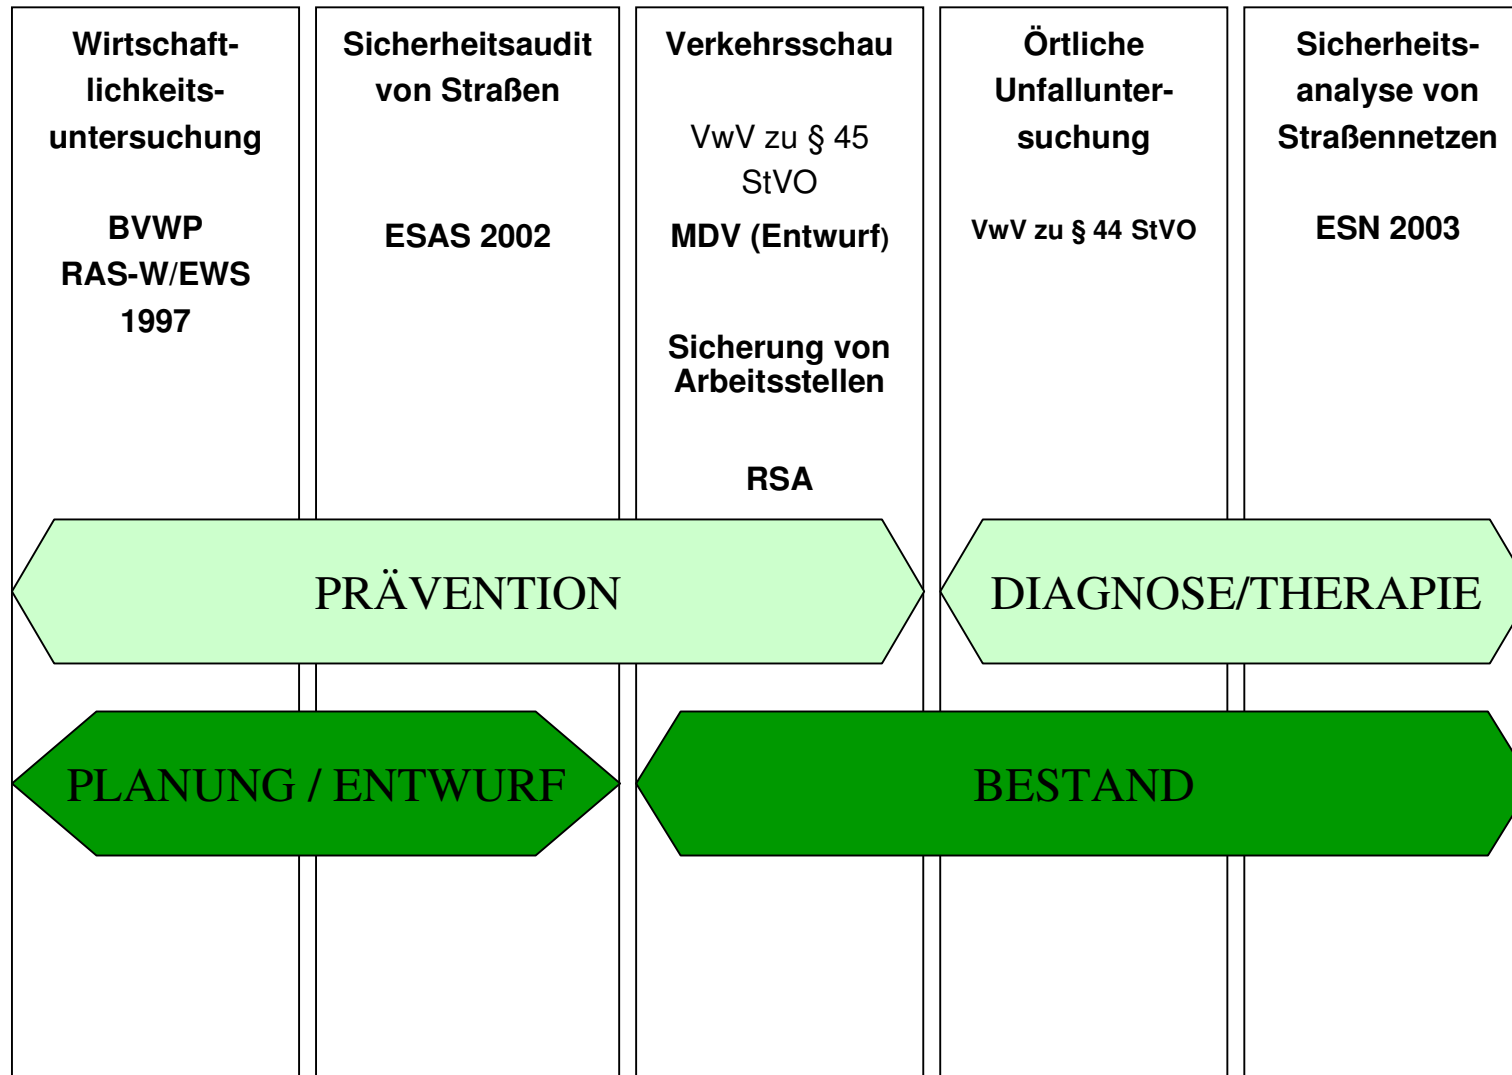 Wirtschaft-
lichkeits-
untersuchung
BVWP
RAS-W/EWS
1997
Sicherheitsaudit
von Straßen
ESAS 2002
Verkehrsschau
VwV zu § 45
StVO
MDV (Entwurf)
Sicherung von
Arbeitsstellen
RSA
Örtliche
Unfallunter-
suchung
VwV zu § 44 StVO
Sicherheits-
analyse von
Straßennetzen
ESN 2003
PRÄVENTION
DIAGNOSE/THERAPIE
PLANUNG / ENTWURF
BESTAND